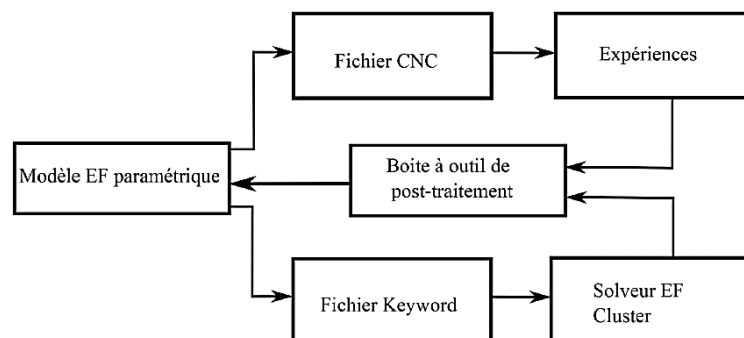 Fichier CNC
Expériences
Modèle EF paramétrique
Boite à outil de
post-traitement
Fichier Keyword
Solveur EF
Cluster